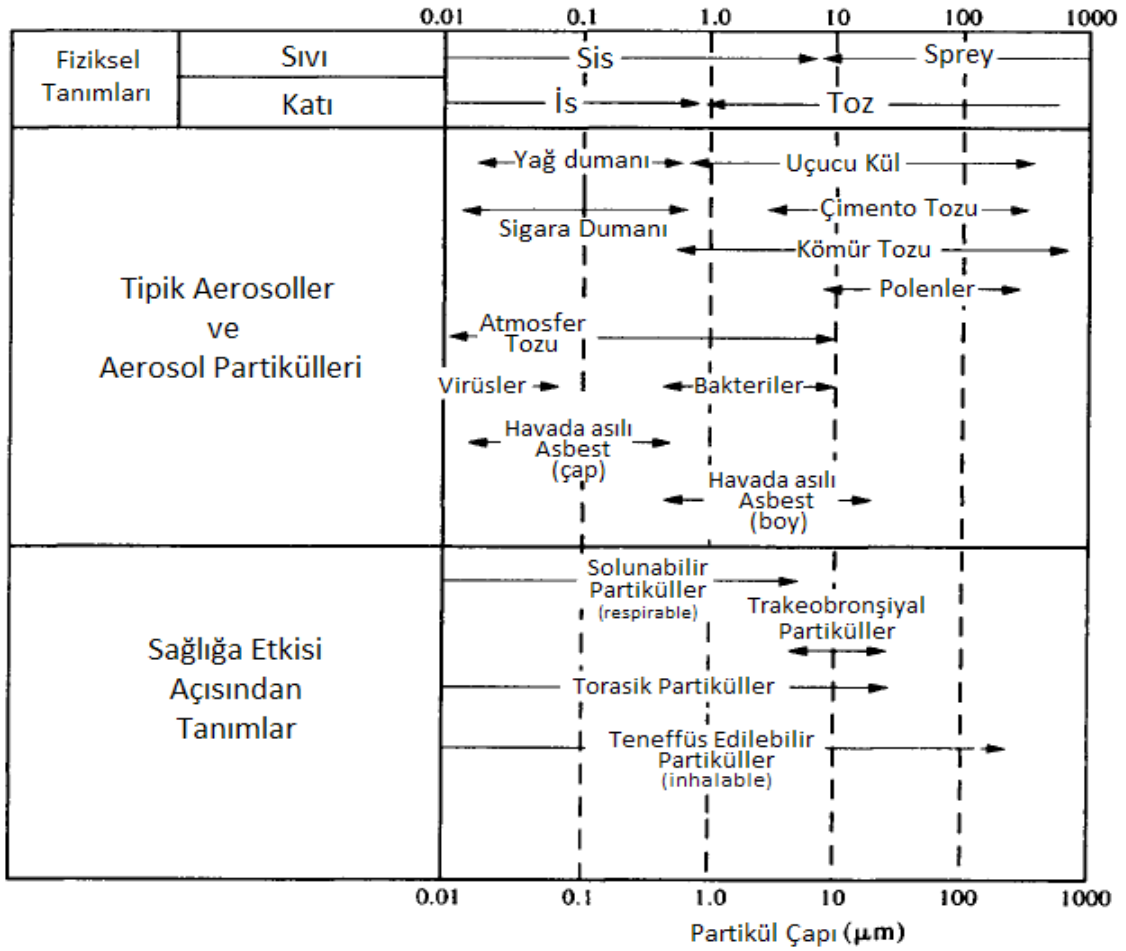 0.01 0.1 1.0 10 100 1000
Fiziksel
Tanımları
Sıvı
Sis
Sprey
Katı
İs
Toz
Tipik Aerosoller
ve
Aerosol Partikülleri
Yağ dumanı
Uçucu Kül
Çimento Tozu
Sigara Dumanı
Kömür Tozu
Polenler
Atmosfer
Tozu
Virüsler
Bakteriler
Havada asılı
Asbest
(çap)
Havada asılı
Asbest
(boy)
Sağlığa Etkisi
Açısından
Tanımlar
Solunabilir
Partiküller
(respirable)
Trakeobronşiyal
Partiküller
Torasik Partiküller
Teneffüs Edilebilir
Partiküller
(inhalable)
0.01 0.1 1.0 10 100 1000
Partikül Çapı (µm)